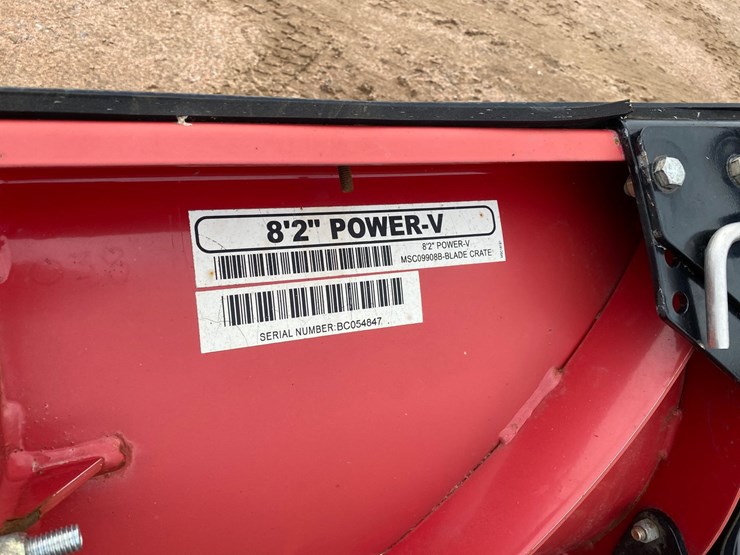 8'2" POWER-V
8'2" POWER-V
MSC09908B-BLADE CRATE
SERIAL NUMBER:BC054847